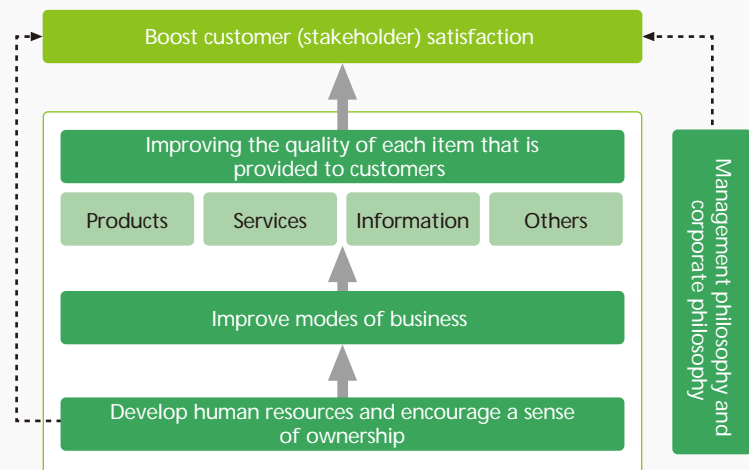 Boost customer (stakeholder) satisfaction
Improving the quality of each item that is
provided to customers
Products
Services
Information
Others
Improve modes of business
Develop human resources and encourage a sense
of ownership
Management philosophy and
corporate philosophy